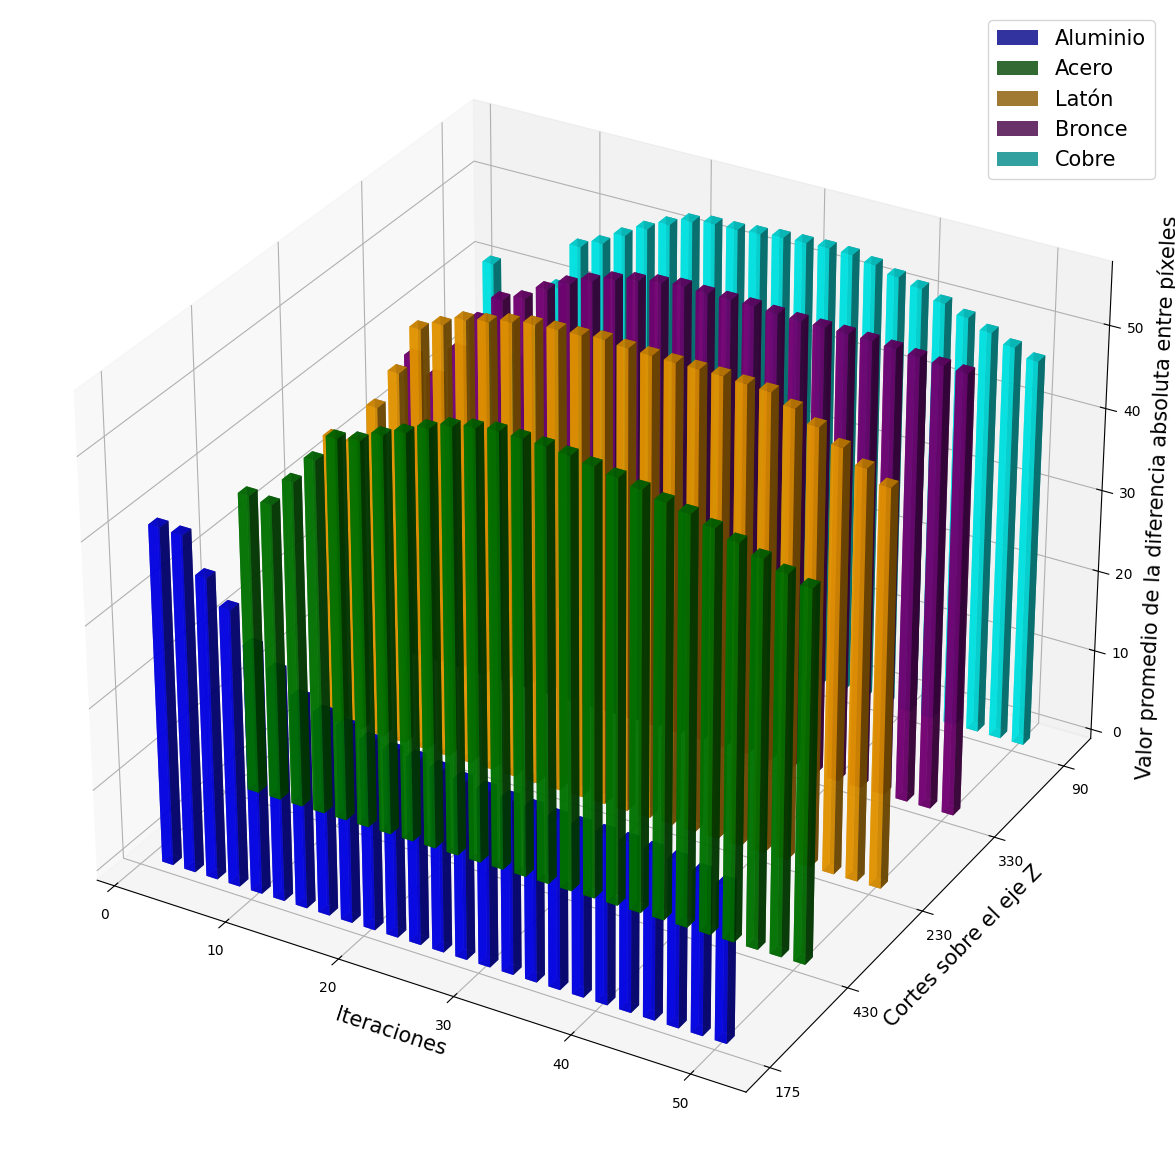 Aluminio
Acero
Latón
Bronce
Cobre
Valor promedio de la diferencia absoluta entre píxeles
50
40
30
20
10
0
90
330
230
430
175
Cortes sobre el eje Z
0
10
20
30
40
50
Iteraciones